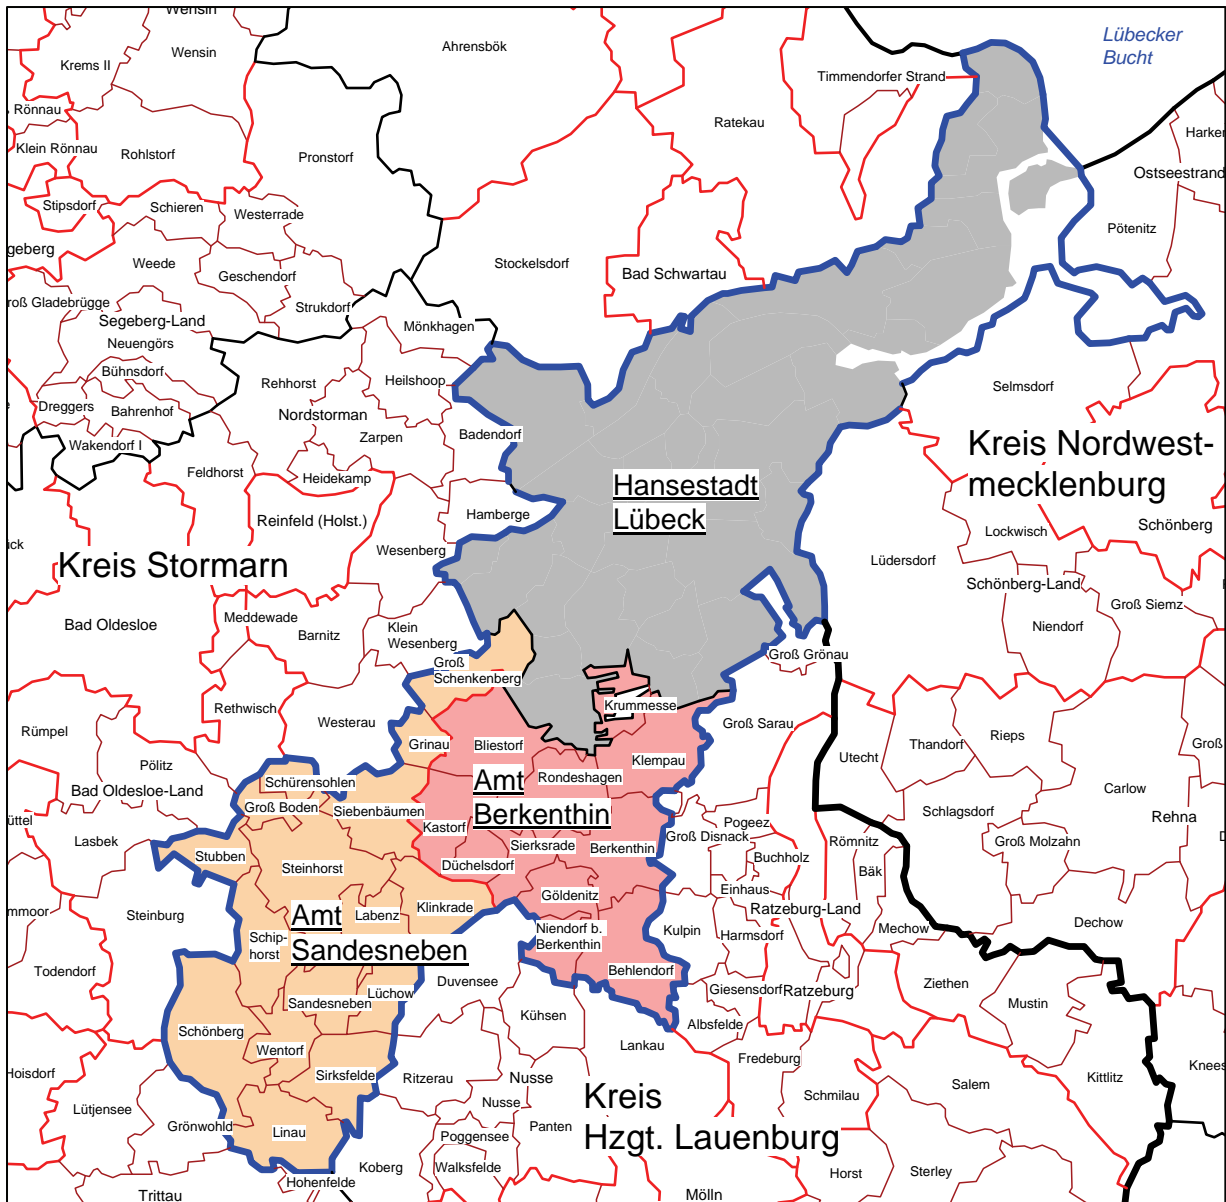 Wensin
Wensin
Krems II
Ahrensbök
Lübecker
Bucht
Timmendorfer Strand
Rönnau
Klein Rönnau
Rohlstorf
Pronstorf
Ratekau
Harker
Ostseestrand
Stipsdorf
Schieren
Westerrade
Pötenitz
geberg
Weede
Geschendorf
Stockelsdorf
Bad Schwartau
roß Gladebrügge
Strukdorf
Segeberg-Land
Mönkhagen
Neuengörs
Bühnsdorf
Rehhorst
Heilshoop
Selmsdorf
Dreggers
Bahrenhof
Nordstorman
Zarpen
Badendorf
Wakendorf I
Kreis Nordwest-
mecklenburg
Feldhorst
Heidekamp
Hansestadt
Lübeck
Reinfeld (Holst.)
Hamberge
Lockwisch
Schönberg
ück
Wesenberg
Kreis Stormarn
Lüdersdorf
Schönberg-Land
Groß Siemz
Bad Oldesloe
Meddewade
Barnitz
Klein
Wesenberg
Niendorf
Groß
Schenkenberg
Groß Grönau
Rethwisch
Krummesse
Westerau
Groß Sarau
Rümpel
Grinau
Bliestorf
Utecht
Thandorf
Rieps
Groß
Pölitz
Klempau
Schürensohlen
Amt
Berkenthin
Rondeshagen
Bad Oldesloe-Land
Carlow
Groß Boden
Siebenbäumen
Schlagsdorf
Rehna
üttel
Kastorf
Pogeez
Lasbek
Groß Disnack
Sierksrade
Berkenthin
Römnitz
Groß Molzahn
Stubben
Buchholz
Steinhorst
Düchelsdorf
Bäk
Göldenitz
Einhaus
mmoor
Steinburg
Amt
Sandesneben
Labenz
Klinkrade
Ratzeburg-Land
Dechow
Niendorf b.
Berkenthin
Kulpin
Harmsdorf
Mechow
Schip-
horst
Todendorf
Behlendorf
Duvensee
Giesensdorf
Ratzeburg
Ziethen
Lüchow
Sandesneben
Mustin
Kühsen
Schönberg
Albsfelde
Lankau
Wentorf
Fredeburg
Hoisdorf
Sirksfelde
Ritzerau
Nusse
Knees
Kittlitz
Salem
Kreis
Hzgt. Lauenburg
Schmilau
Lütjensee
Nusse
Grönwohld
Panten
Linau
Poggensee
Koberg
Walksfelde
Horst
Sterley
Hohenfelde
Trittau
Mölln